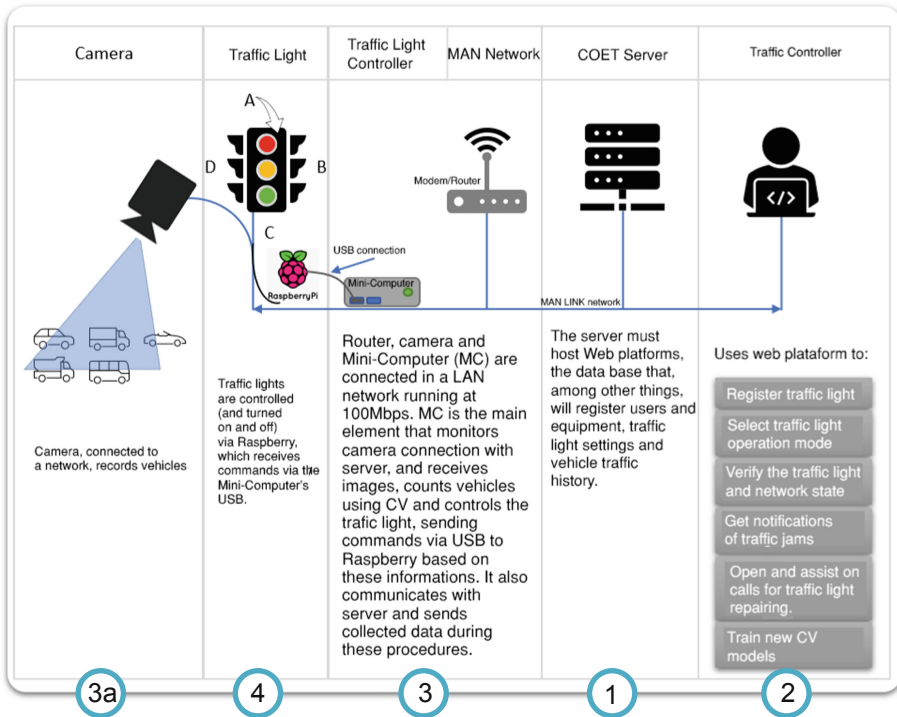 Camera
Traffic Light
Traffic Light
Controller
MAN Network
COET Server
Traffic Controller
A
D
B
C
Modem/Router
USB connection
RaspberryPi
Mini-Computer
MAN LINK network
</>
Camera, connected to
a network, records vehicles
Traffic lights
are controlled
(and turned
on and off)
via Raspberry,
which receives
commands via the
Mini-Computer's
USB.
Router, camera and
Mini-Computer (MC) are
connected in a LAN
network running at
100Mbps. MC is the main
element that monitors
camera connection with
server, and receives
images, counts vehicles
using CV and controls the
trafic light, sending
commands via USB to
Raspberry based on
these informations. It also
communicates with
server and sends
collected data during
these procedures.
The server must
host Web platforms,
the data base that,
among other things,
will register users and
equipment, traffic
light settings and
vehicle traffic
history.
Uses web plataform to:
Register traffic light
Select traffic light
operation mode
Verify the traffic light
and network state
Get notifications
of traffic jams
Open and assist on
calls for traffic light
repairing.
Train new CV
models
3a
4
3
1
2